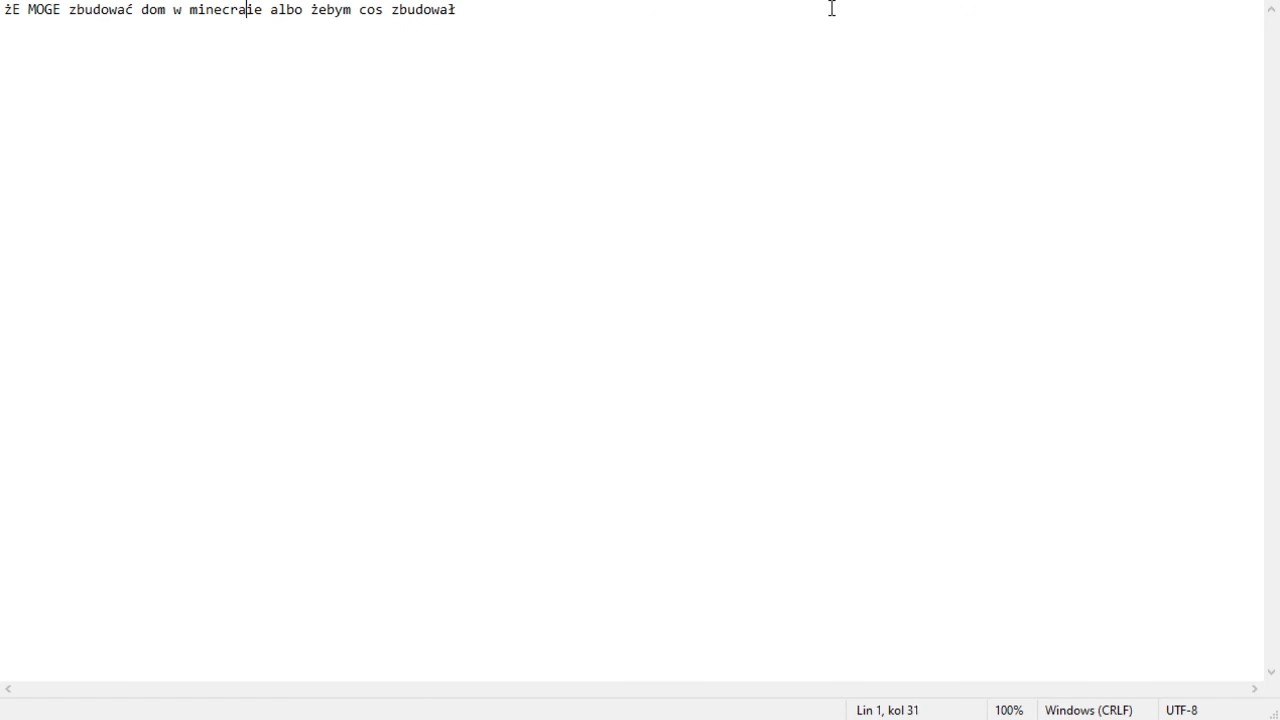 żE MOGE zbudować dom w minecraie albo żebym cos zbudował
Lin 1, kol 31
100%
Windows (CRLF)
UTF-8